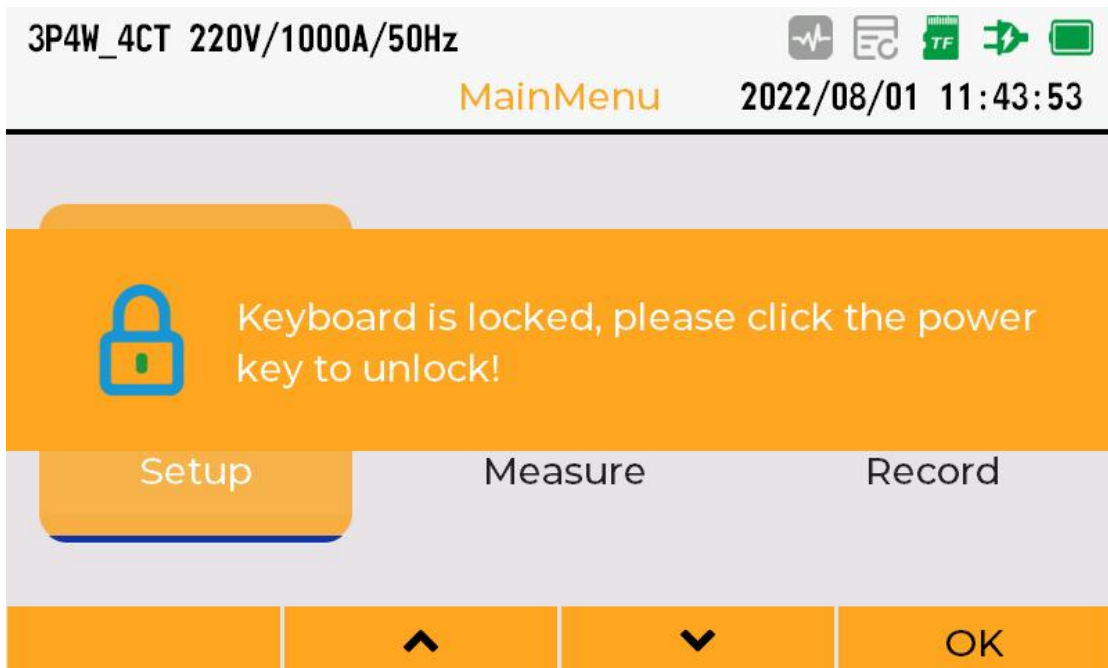 3P4W_4CT 220V/1000A/50Hz
TF
MainMenu 2022/08/01 11:43:53
Keyboard is locked, please click the power
key to unlock!
Setup Measure Record
OK